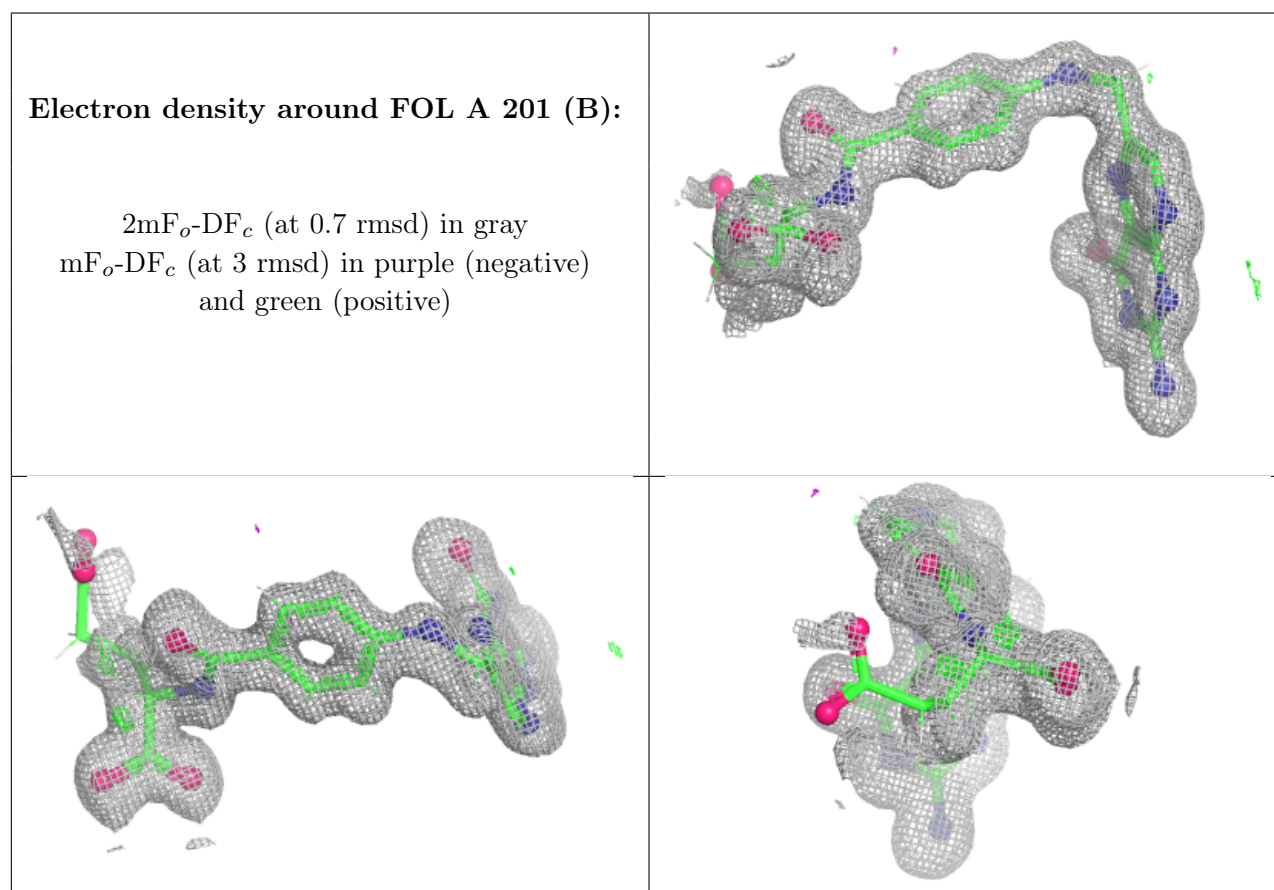 Electron density around FOL A 201 (B):
2mFₒ-DF𝒸 (at 0.7 rmsd) in gray
mFₒ-DF𝒸 (at 3 rmsd) in purple (negative)
and green (positive)